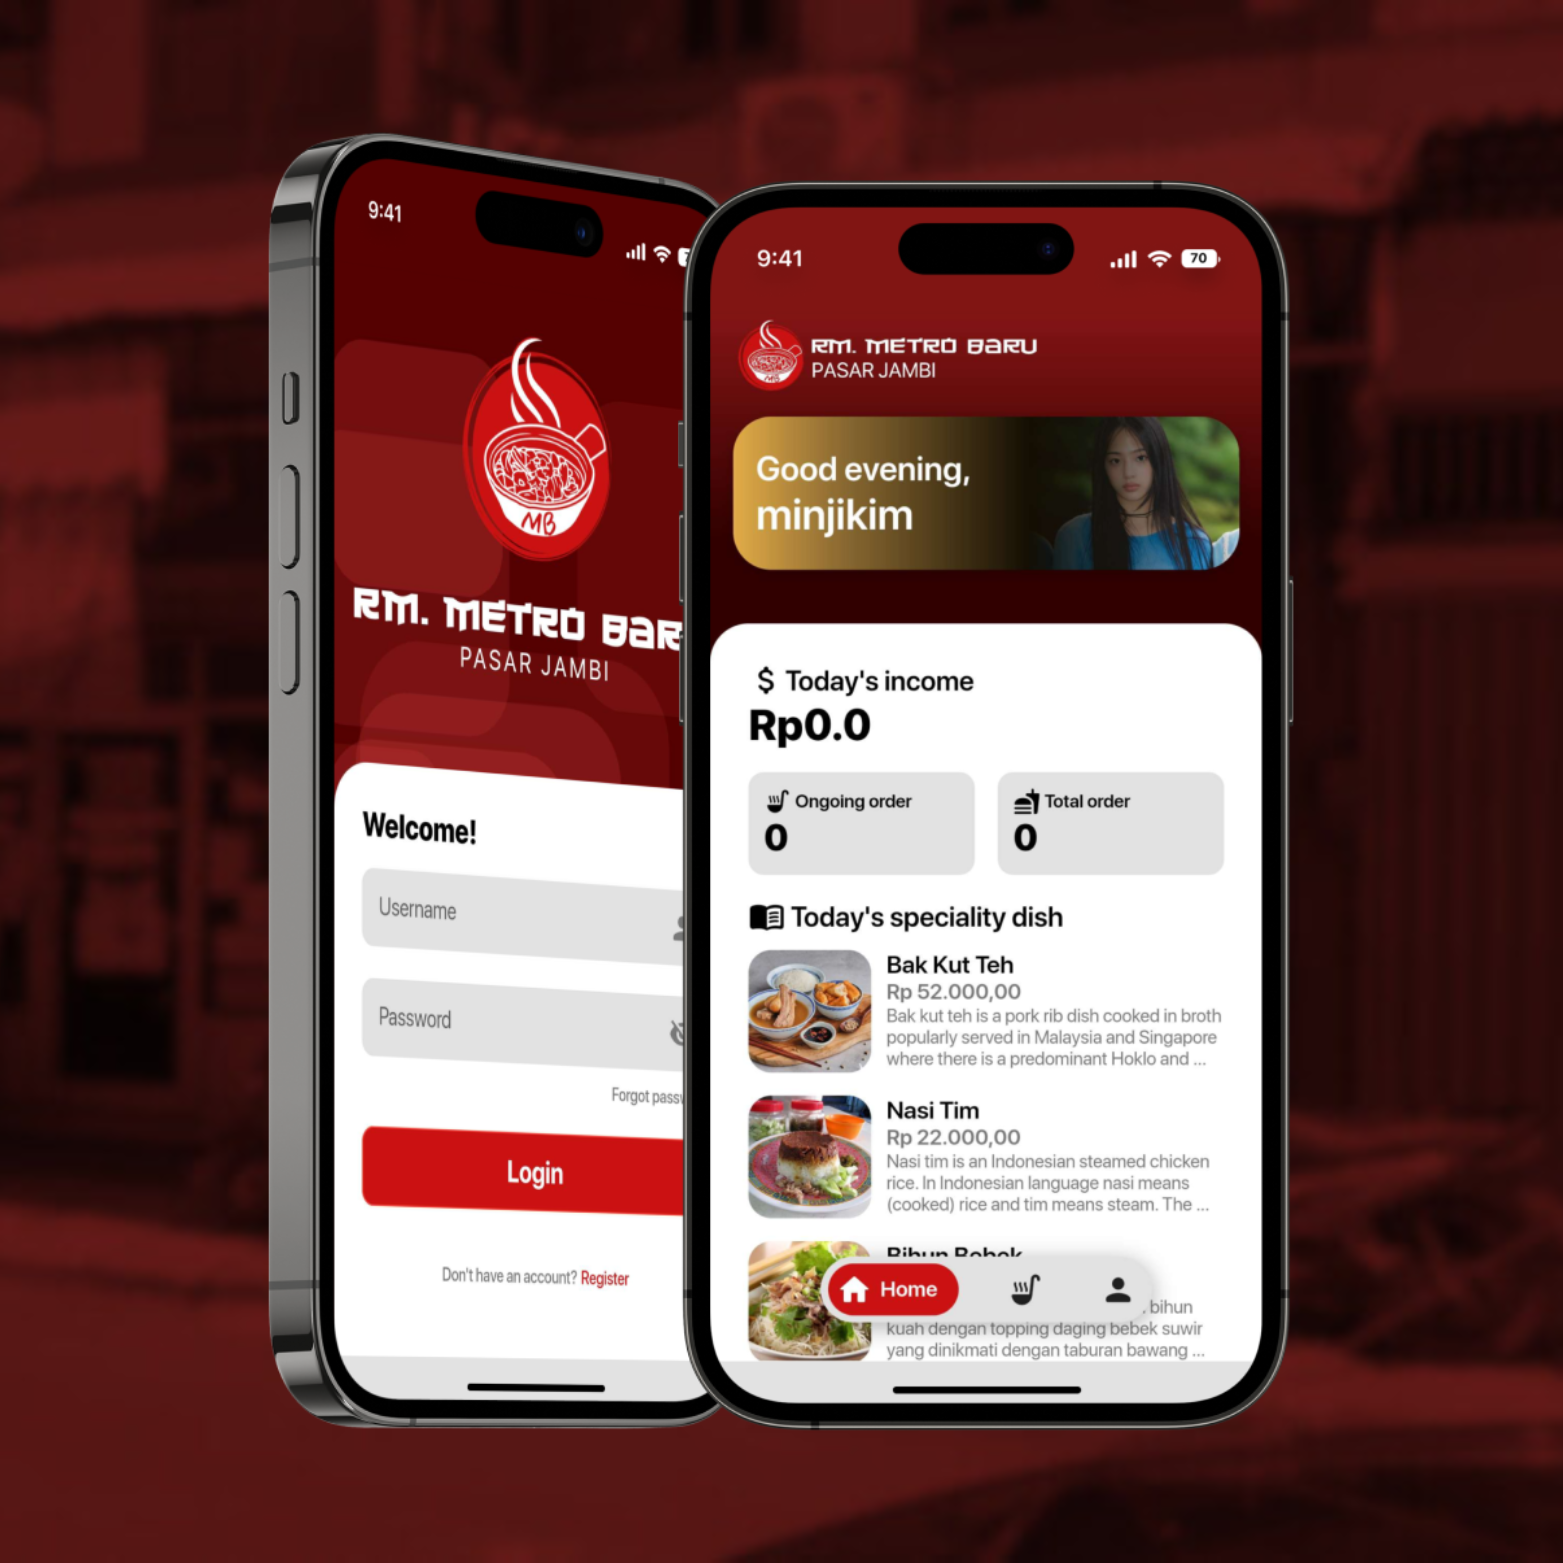 9:41
MB
RM. METRO BAR
PASAR JAMBI
Welcome!
Username
Password
Forgot passw
Login
Don't have an account? Register
9:41
70
MB
RM. METRO BARU
PASAR JAMBI
Good evening,
minjikim
$ Today's income
Rp0.0
Ongoing order
0
Total order
0
Today's speciality dish
Bak Kut Teh
Rp 52.000,00
Bak kut teh is a pork rib dish cooked in broth
popularly served in Malaysia and Singapore
where there is a predominant Hoklo and ...
Nasi Tim
Rp 22.000,00
Nasi tim is an Indonesian steamed chicken
rice. In Indonesian language nasi means
(cooked) rice and tim means steam. The ...
Bihun Bebek
Home
bihun
kuah dengan topping daging bebek suwir
yang dinikmati dengan taburan bawang ...